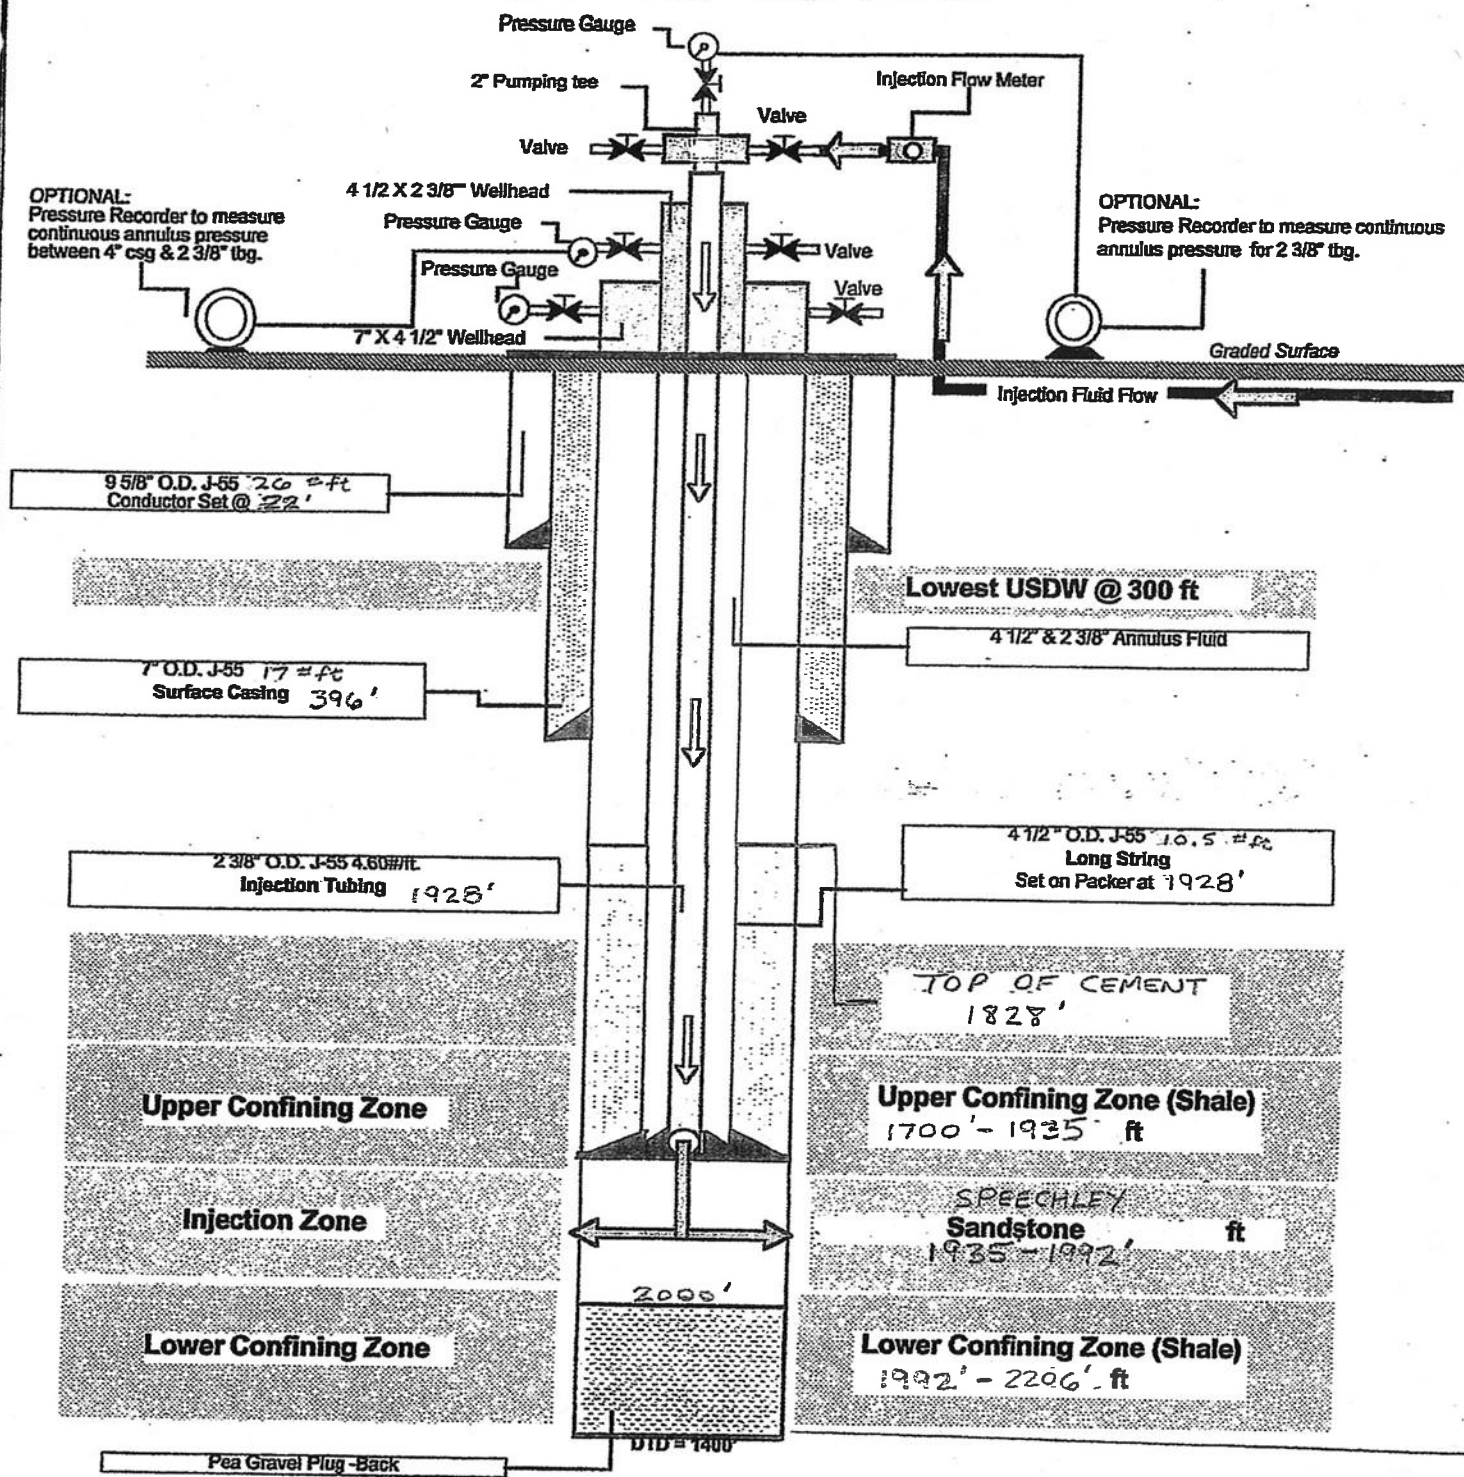 Pressure Gauge
2" Pumping tee
Injection Flow Meter
Valve
Valve
OPTIONAL:
Pressure Recorder to measure
continuous annulus pressure
between 4" csg & 2 3/8" tbg.
4 1/2 X 2 3/8" Wellhead
Pressure Gauge
Valve
OPTIONAL:
Pressure Recorder to measure continuous
annulus pressure for 2 3/8" tbg.
Pressure Gauge
Valve
7" X 4 1/2" Wellhead
Graded Surface
Injection Fluid Flow
9 5/8" O.D. J-55 26 #ft
Conductor Set @ 22'
Lowest USDW @ 300 ft
4 1/2" & 2 3/8" Annulus Fluid
7" O.D. J-55 17 #ft
Surface Casing 396'
2 3/8" O.D. J-55 4.60#/ft.
Injection Tubing 1928'
4 1/2" O.D. J-55 10.5 #ft
Long String
Set on Packer at 1928'
TOP OF CEMENT
1828'
Upper Confining Zone
Upper Confining Zone (Shale)
1700' - 1935' ft
Injection Zone
SPEECHLEY
Sandstone ft
1935' - 1992'
2000'
Lower Confining Zone
Lower Confining Zone (Shale)
1992' - 2206' ft
DTD = 1400'
Pea Gravel Plug-Back